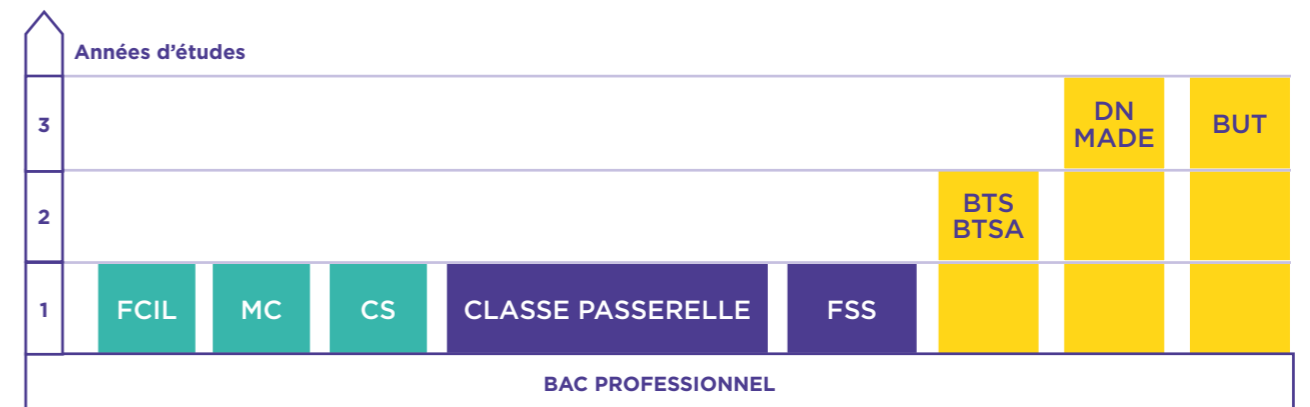 Années d'études
3
DN
MADE
BUT
2
BTS
BTSA
1
FCIL
MC
CS
CLASSE PASSERELLE
FSS
BAC PROFESSIONNEL